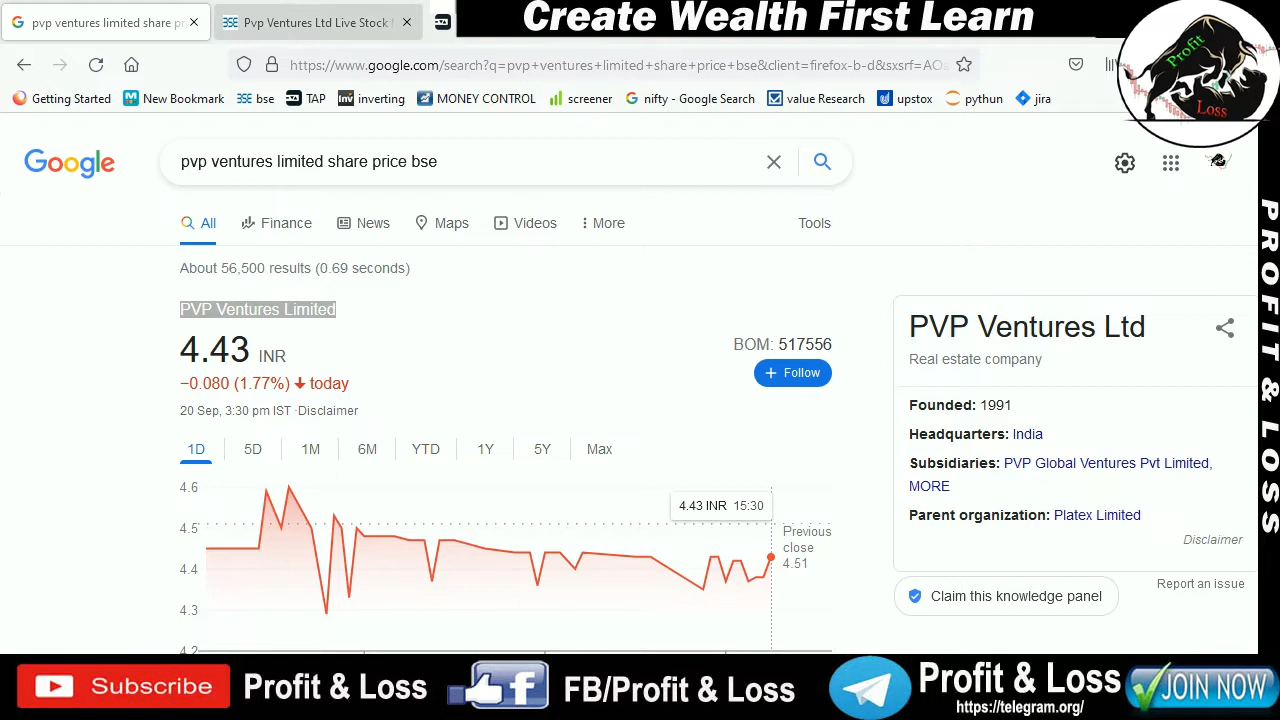 pvp ventures limited share pr
Pvp Ventures Ltd Live Stock
Create Wealth First Learn
https://www.google.com/search?q=pvp+ventures+limited+share+price+bse&client=firefox-b-d&sxsrf=AO
Getting Started
New Bookmark
bse
TAP
inverting
MONEY CONTROL
screener
nifty - Google Search
value Research
upstox
pythun
jira
Profit
Loss
Google
pvp ventures limited share price bse
All
Finance
News
Maps
Videos
More
Tools
About 56,500 results (0.69 seconds)
PVP Ventures Limited
4.43 INR
BOM: 517556
−0.080 (1.77%) ↓ today
+ Follow
20 Sep, 3:30 pm IST ·Disclaimer
1D 5D 1M 6M YTD 1Y 5Y Max
4.6
4.5
4.4
4.3
4.2
4.43 INR 15:30
Previous
close
4.51
PVP Ventures Ltd
Real estate company
Founded: 1991
Headquarters: India
Subsidiaries: PVP Global Ventures Pvt Limited,
MORE
Parent organization: Platex Limited
Disclaimer
Claim this knowledge panel
Report an issue
PROFIT & LOSS
Subscribe
Profit & Loss
FB/Profit & Loss
Profit & Loss
https://telegram.org/
JOIN NOW